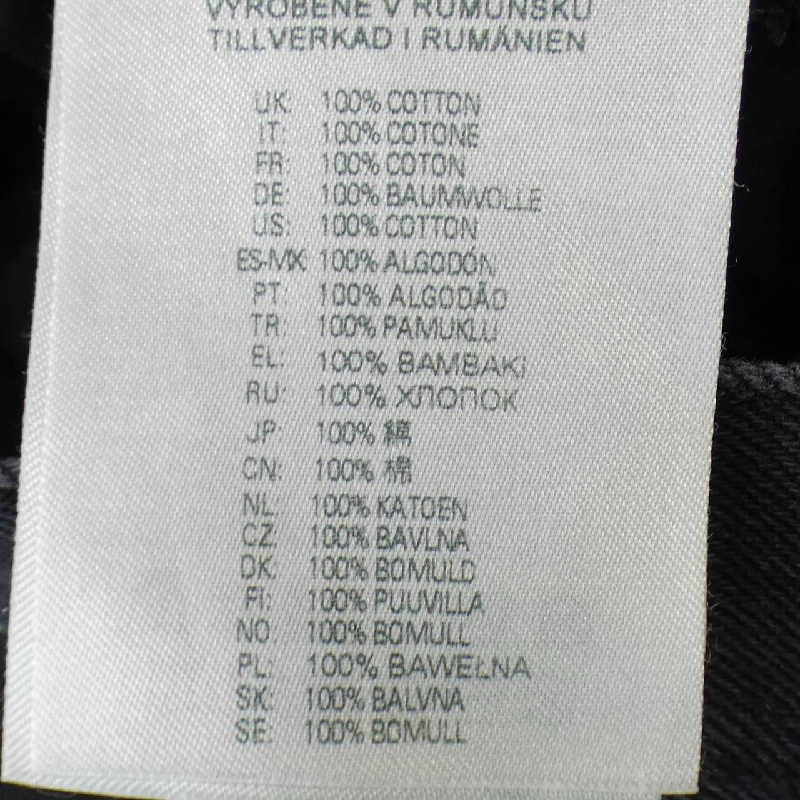 VYROBENÉ V RUMUNSKU
TILLVERKAD I RUMÄNIEN
UK: 100% COTTON
IT: 100% COTONE
FR: 100% COTON
DE: 100% BAUMWOLLE
US: 100% COTTON
ES-MX: 100% ALGODÓN
PT: 100% ALGODÃO
TR: 100% PAMUKLU
EL: 100% ΒΑΜΒΑΚΙ
RU: 100% ХЛОПОК
JP: 100% 綿
CN: 100% 棉
NL: 100% KATOEN
CZ: 100% BAVLNA
DK: 100% BOMULD
FI: 100% PUUVILLA
NO: 100% BOMULL
PL: 100% BAWEŁNA
SK: 100% BALVNA
SE: 100% BOMULL